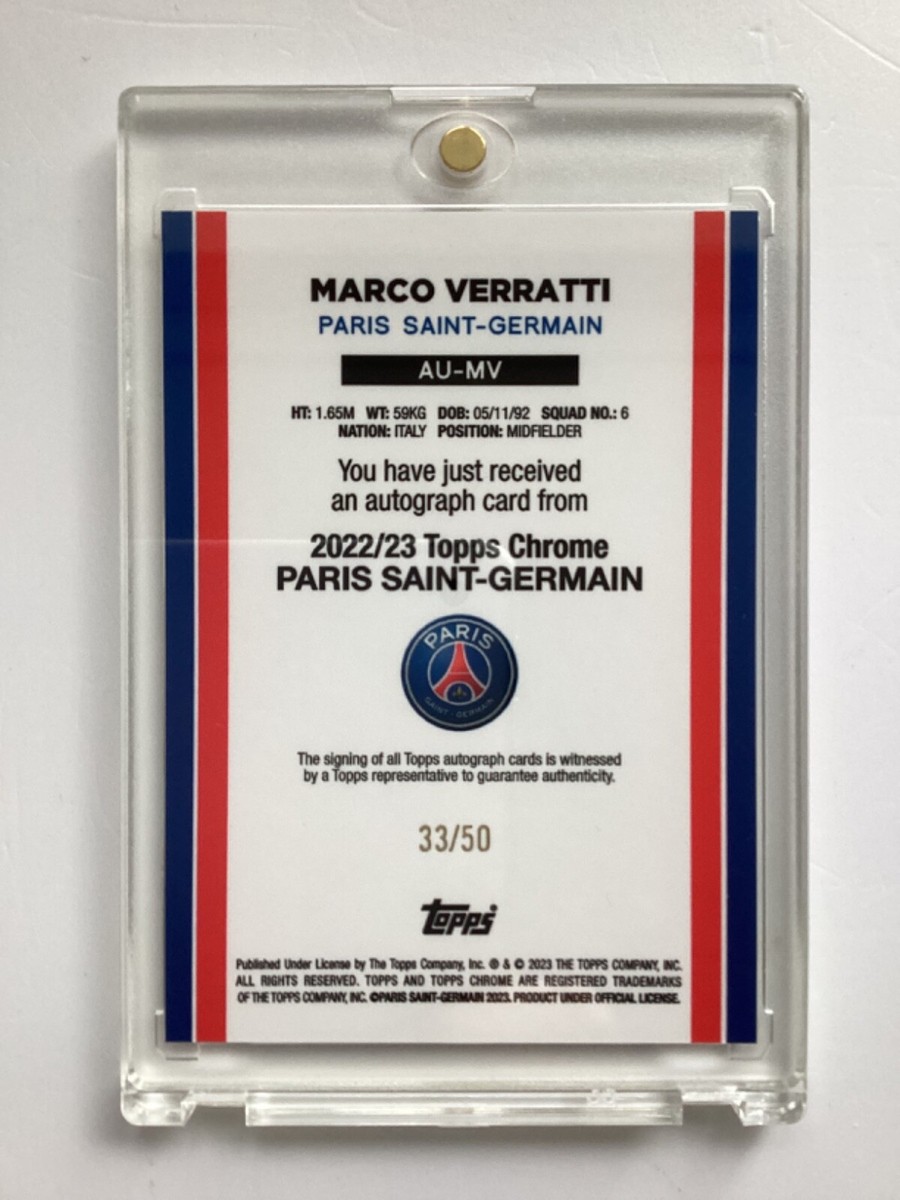 MARCO VERRATTI
PARIS SAINT-GERMAIN
AU-MV
HT: 1.65M WT: 59KG DOB: 05/11/92 SQUAD NO.: 6
NATION: ITALY POSITION: MIDFIELDER
You have just received
an autograph card from
2022/23 Topps Chrome
PARIS SAINT-GERMAIN
PARIS
SAINT-GERMAIN
The signing of all Topps autograph cards is witnessed
by a Topps representative to guarantee authenticity.
33/50
Topps
Published Under License by The Topps Company, Inc. ® & © 2023 THE TOPPS COMPANY, INC.
ALL RIGHTS RESERVED. TOPPS AND TOPPS CHROME ARE REGISTERED TRADEMARKS
OF THE TOPPS COMPANY, INC. ©PARIS SAINT-GERMAIN 2023. PRODUCT UNDER OFFICIAL LICENSE.